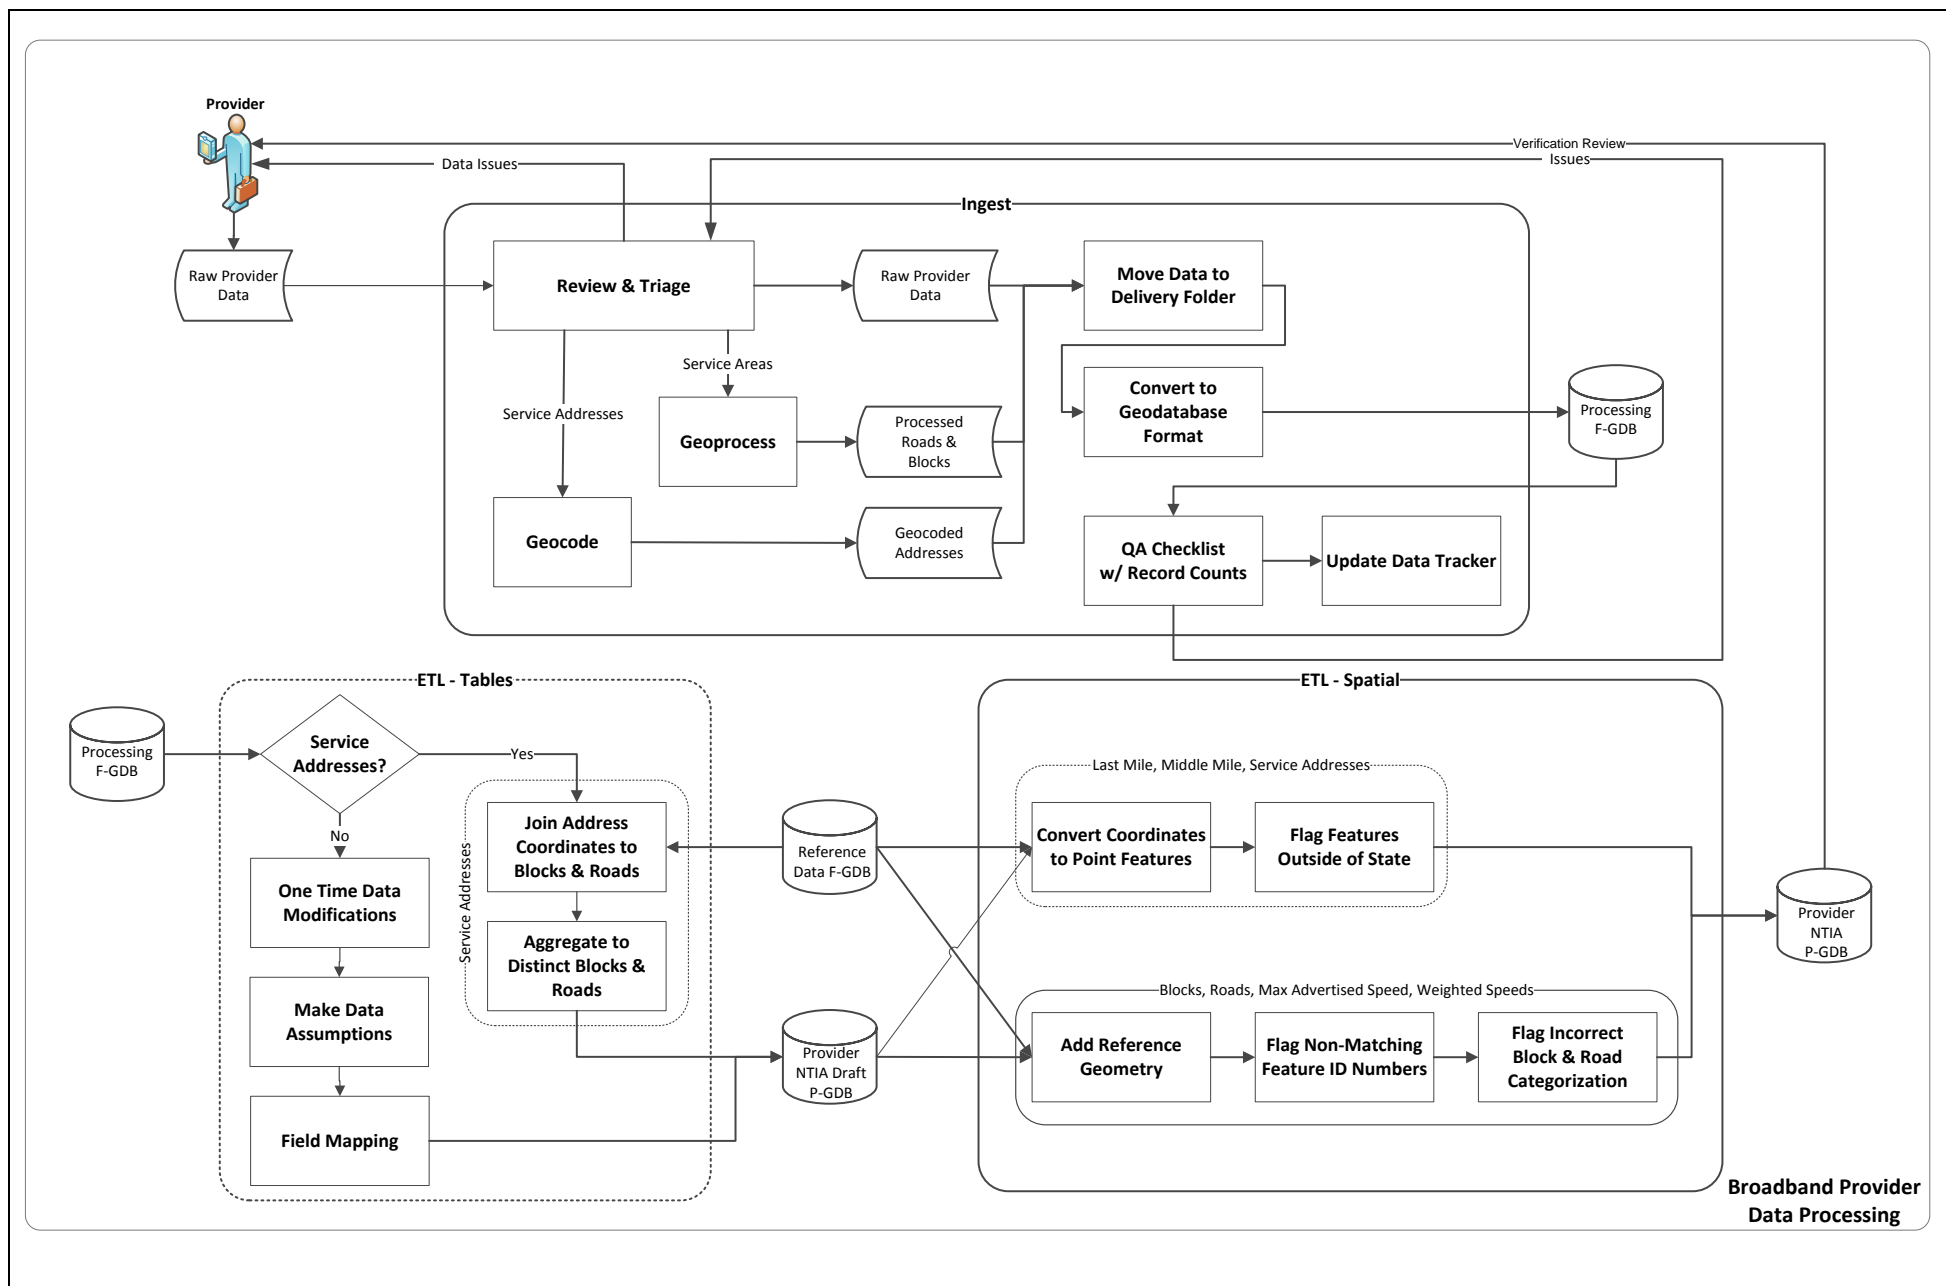 Provider
Verification Review
Data Issues
Issues
Ingest
Raw Provider
Data
Review & Triage
Raw Provider
Data
Move Data to
Delivery Folder
Service Areas
Service Addresses
Geoprocess
Processed
Roads &
Blocks
Convert to
Geodatabase
Format
Processing
F-GDB
Geocode
Geocoded
Addresses
QA Checklist
w/ Record Counts
Update Data Tracker
ETL - Tables
ETL - Spatial
Processing
F-GDB
Service
Addresses?
Yes
No
Service Addresses
Join Address
Coordinates to
Blocks & Roads
Aggregate to
Distinct Blocks &
Roads
One Time Data
Modifications
Make Data
Assumptions
Field Mapping
Reference
Data F-GDB
Provider
NTIA Draft
P-GDB
Last Mile, Middle Mile, Service Addresses
Convert Coordinates
to Point Features
Flag Features
Outside of State
Blocks, Roads, Max Advertised Speed, Weighted Speeds
Add Reference
Geometry
Flag Non-Matching
Feature ID Numbers
Flag Incorrect
Block & Road
Categorization
Provider
NTIA
P-GDB
Broadband Provider
Data Processing